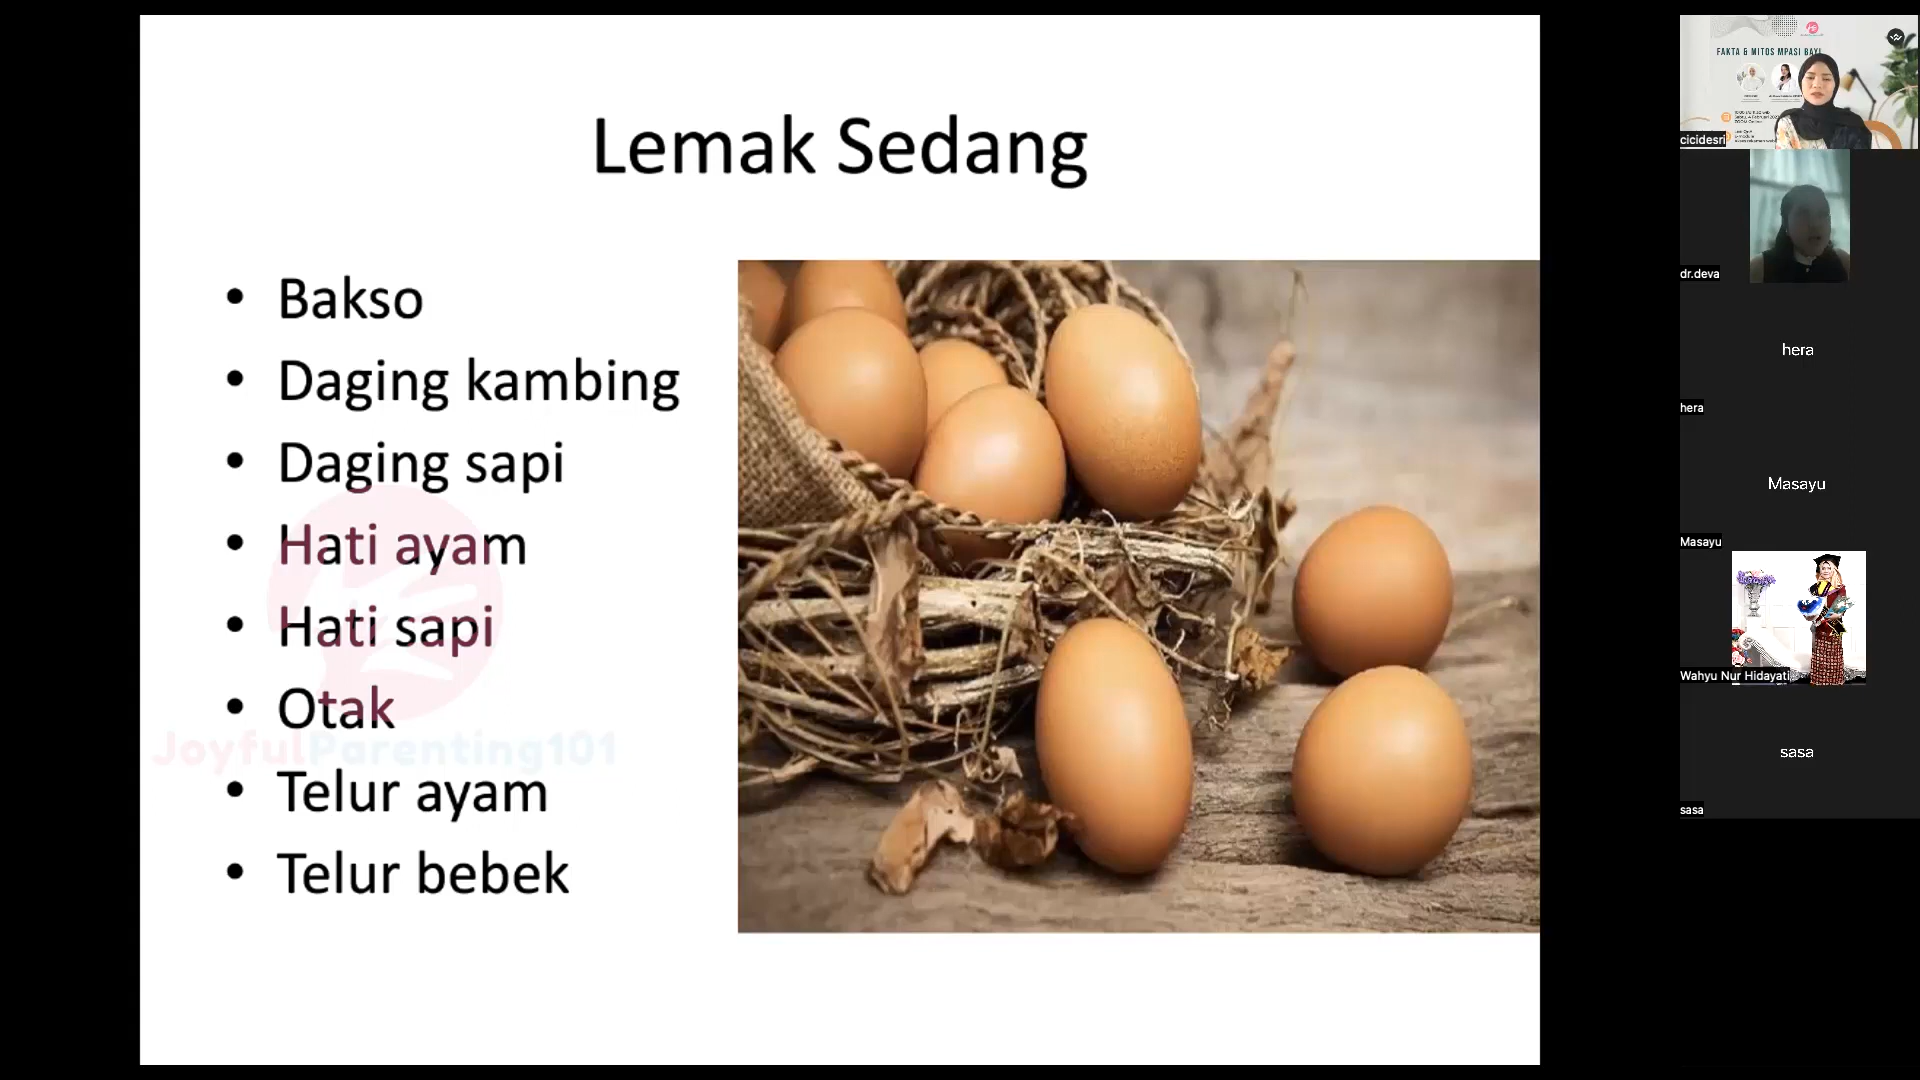 Lemak Sedang
• Bakso
• Daging kambing
• Daging sapi
• Hati ayam
• Hati sapi
• Otak
• Telur ayam
• Telur bebek
JoyfulParenting101
FAKTA & MITOS MPASI BAYI
cicidesri
dr.deva
hera
hera
Masayu
Masayu
Wahyu Nur Hidayati
sasa
sasa